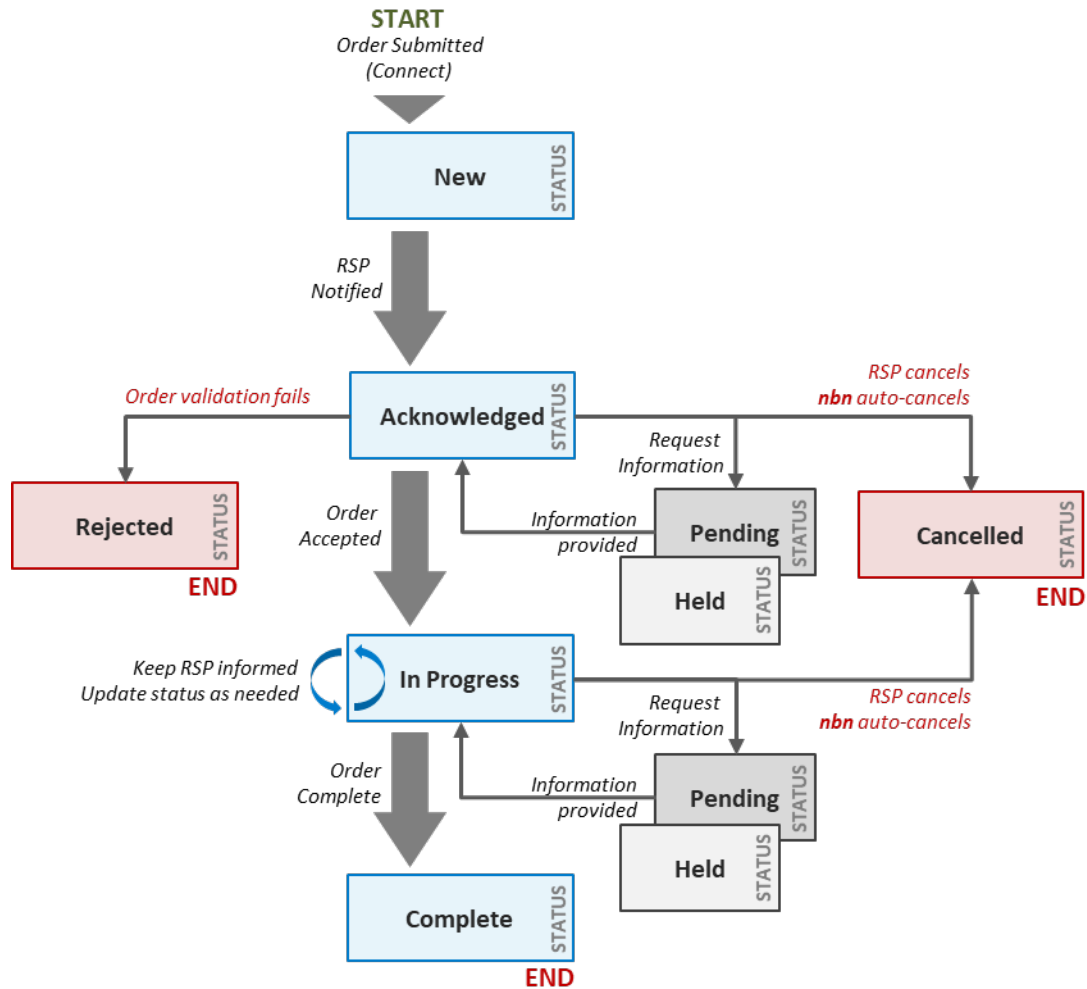 START
Order Submitted
(Connect)
New
STATUS
RSP
Notified
Order validation fails
Acknowledged
STATUS
RSP cancels
nbn auto-cancels
Request
Information
Rejected
STATUS
END
Order
Accepted
Information
provided
Pending
STATUS
Held
STATUS
Cancelled
STATUS
END
Keep RSP informed
Update status as needed
In Progress
STATUS
Request
Information
RSP cancels
nbn auto-cancels
Order
Complete
Information
provided
Pending
STATUS
Held
STATUS
Complete
STATUS
END